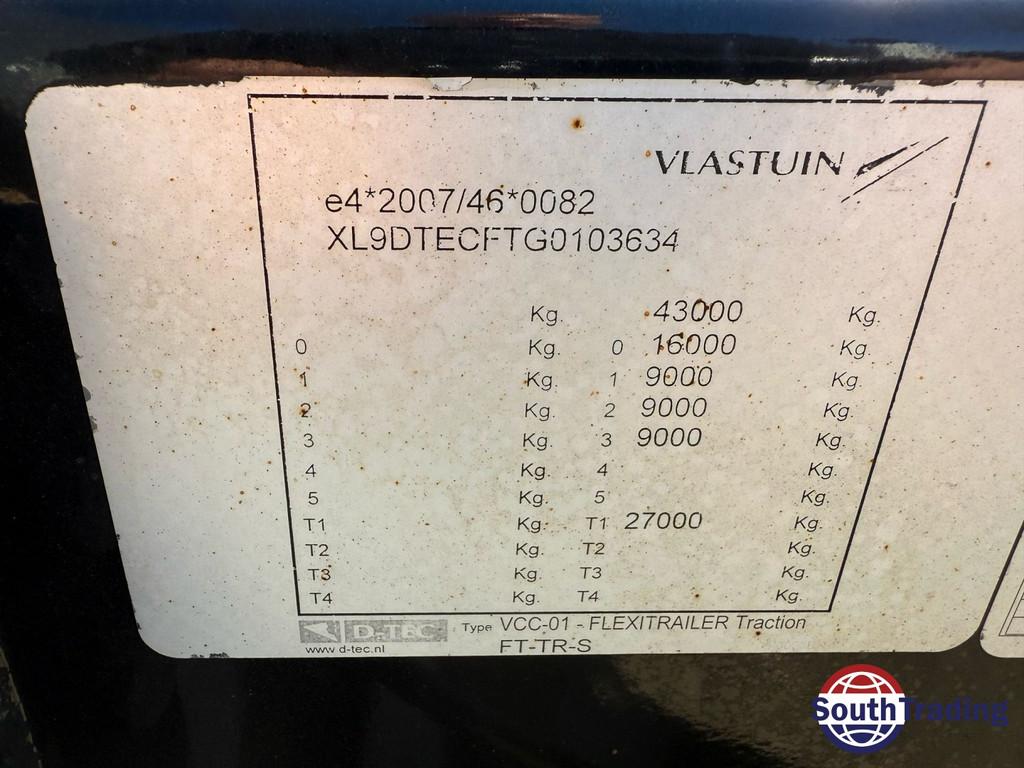 VLASTUIN
e4*2007/46*0082
XL9DTECFTG0103634
Kg. 43000 Kg.
0 Kg. 0 16000 Kg.
1 Kg. 1 9000 Kg.
2 Kg. 2 9000 Kg.
3 Kg. 3 9000 Kg.
4 Kg. 4 Kg.
5 Kg. 5 Kg.
T1 Kg. T1 27000 Kg.
T2 Kg. T2 Kg.
T3 Kg. T3 Kg.
T4 Kg. T4 Kg.
D-TEC Type VCC-01 - FLEXITRAILER Traction
www.d-tec.nl FT-TR-S
SouthTrading